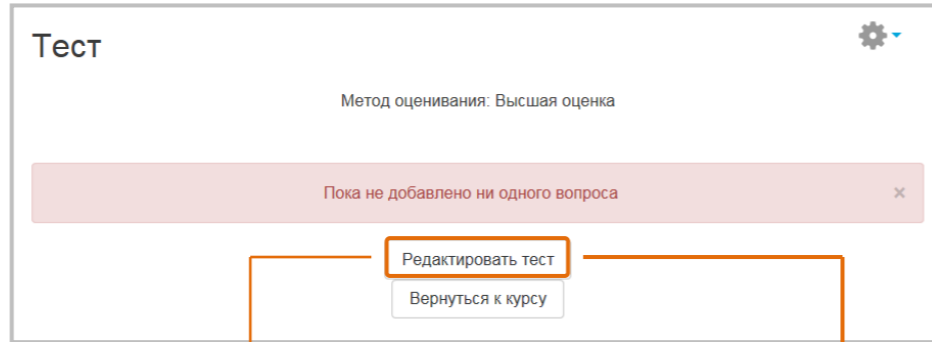 Тест
Метод оценивания: Высшая оценка
Пока не добавлено ни одного вопроса ×
Редактировать тест
Вернуться к курсу